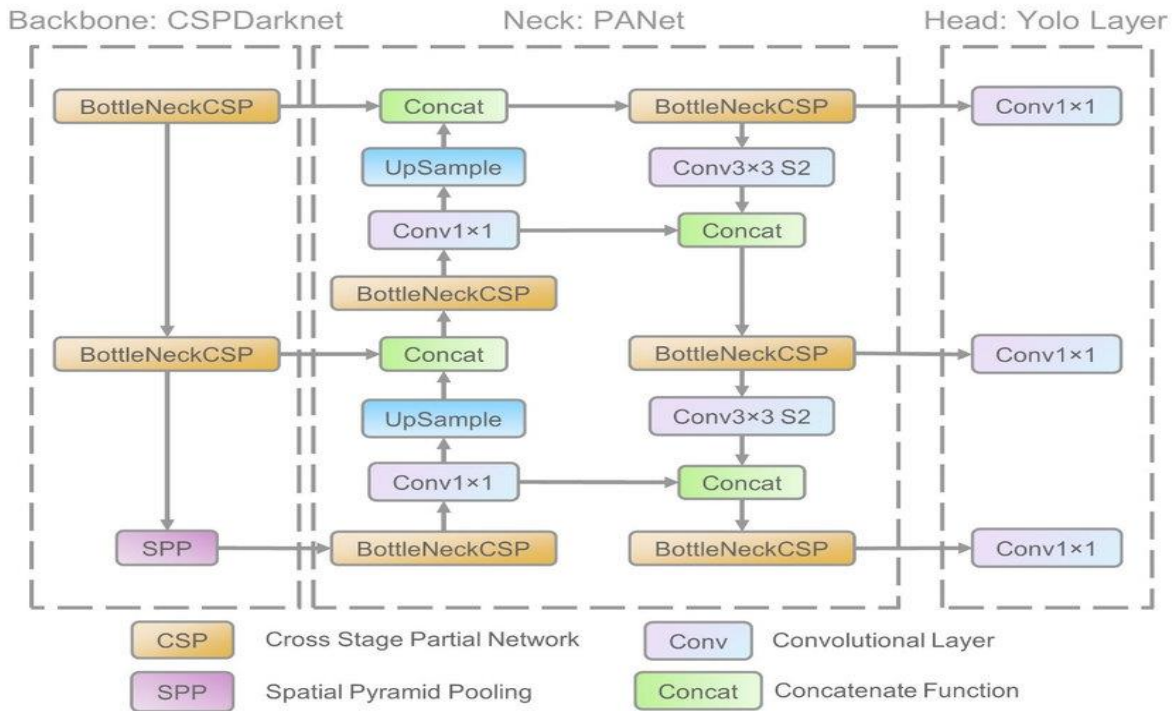 Backbone: CSPDarknet
Neck: PANet
Head: Yolo Layer
BottleNeckCSP
Concat
BottleNeckCSP
Conv1×1
UpSample
Conv3×3 S2
Conv1×1
Concat
BottleNeckCSP
BottleNeckCSP
Concat
BottleNeckCSP
Conv1×1
UpSample
Conv3×3 S2
Conv1×1
Concat
SPP
BottleNeckCSP
BottleNeckCSP
Conv1×1
CSP
Cross Stage Partial Network
Conv
Convolutional Layer
SPP
Spatial Pyramid Pooling
Concat
Concatenate Function